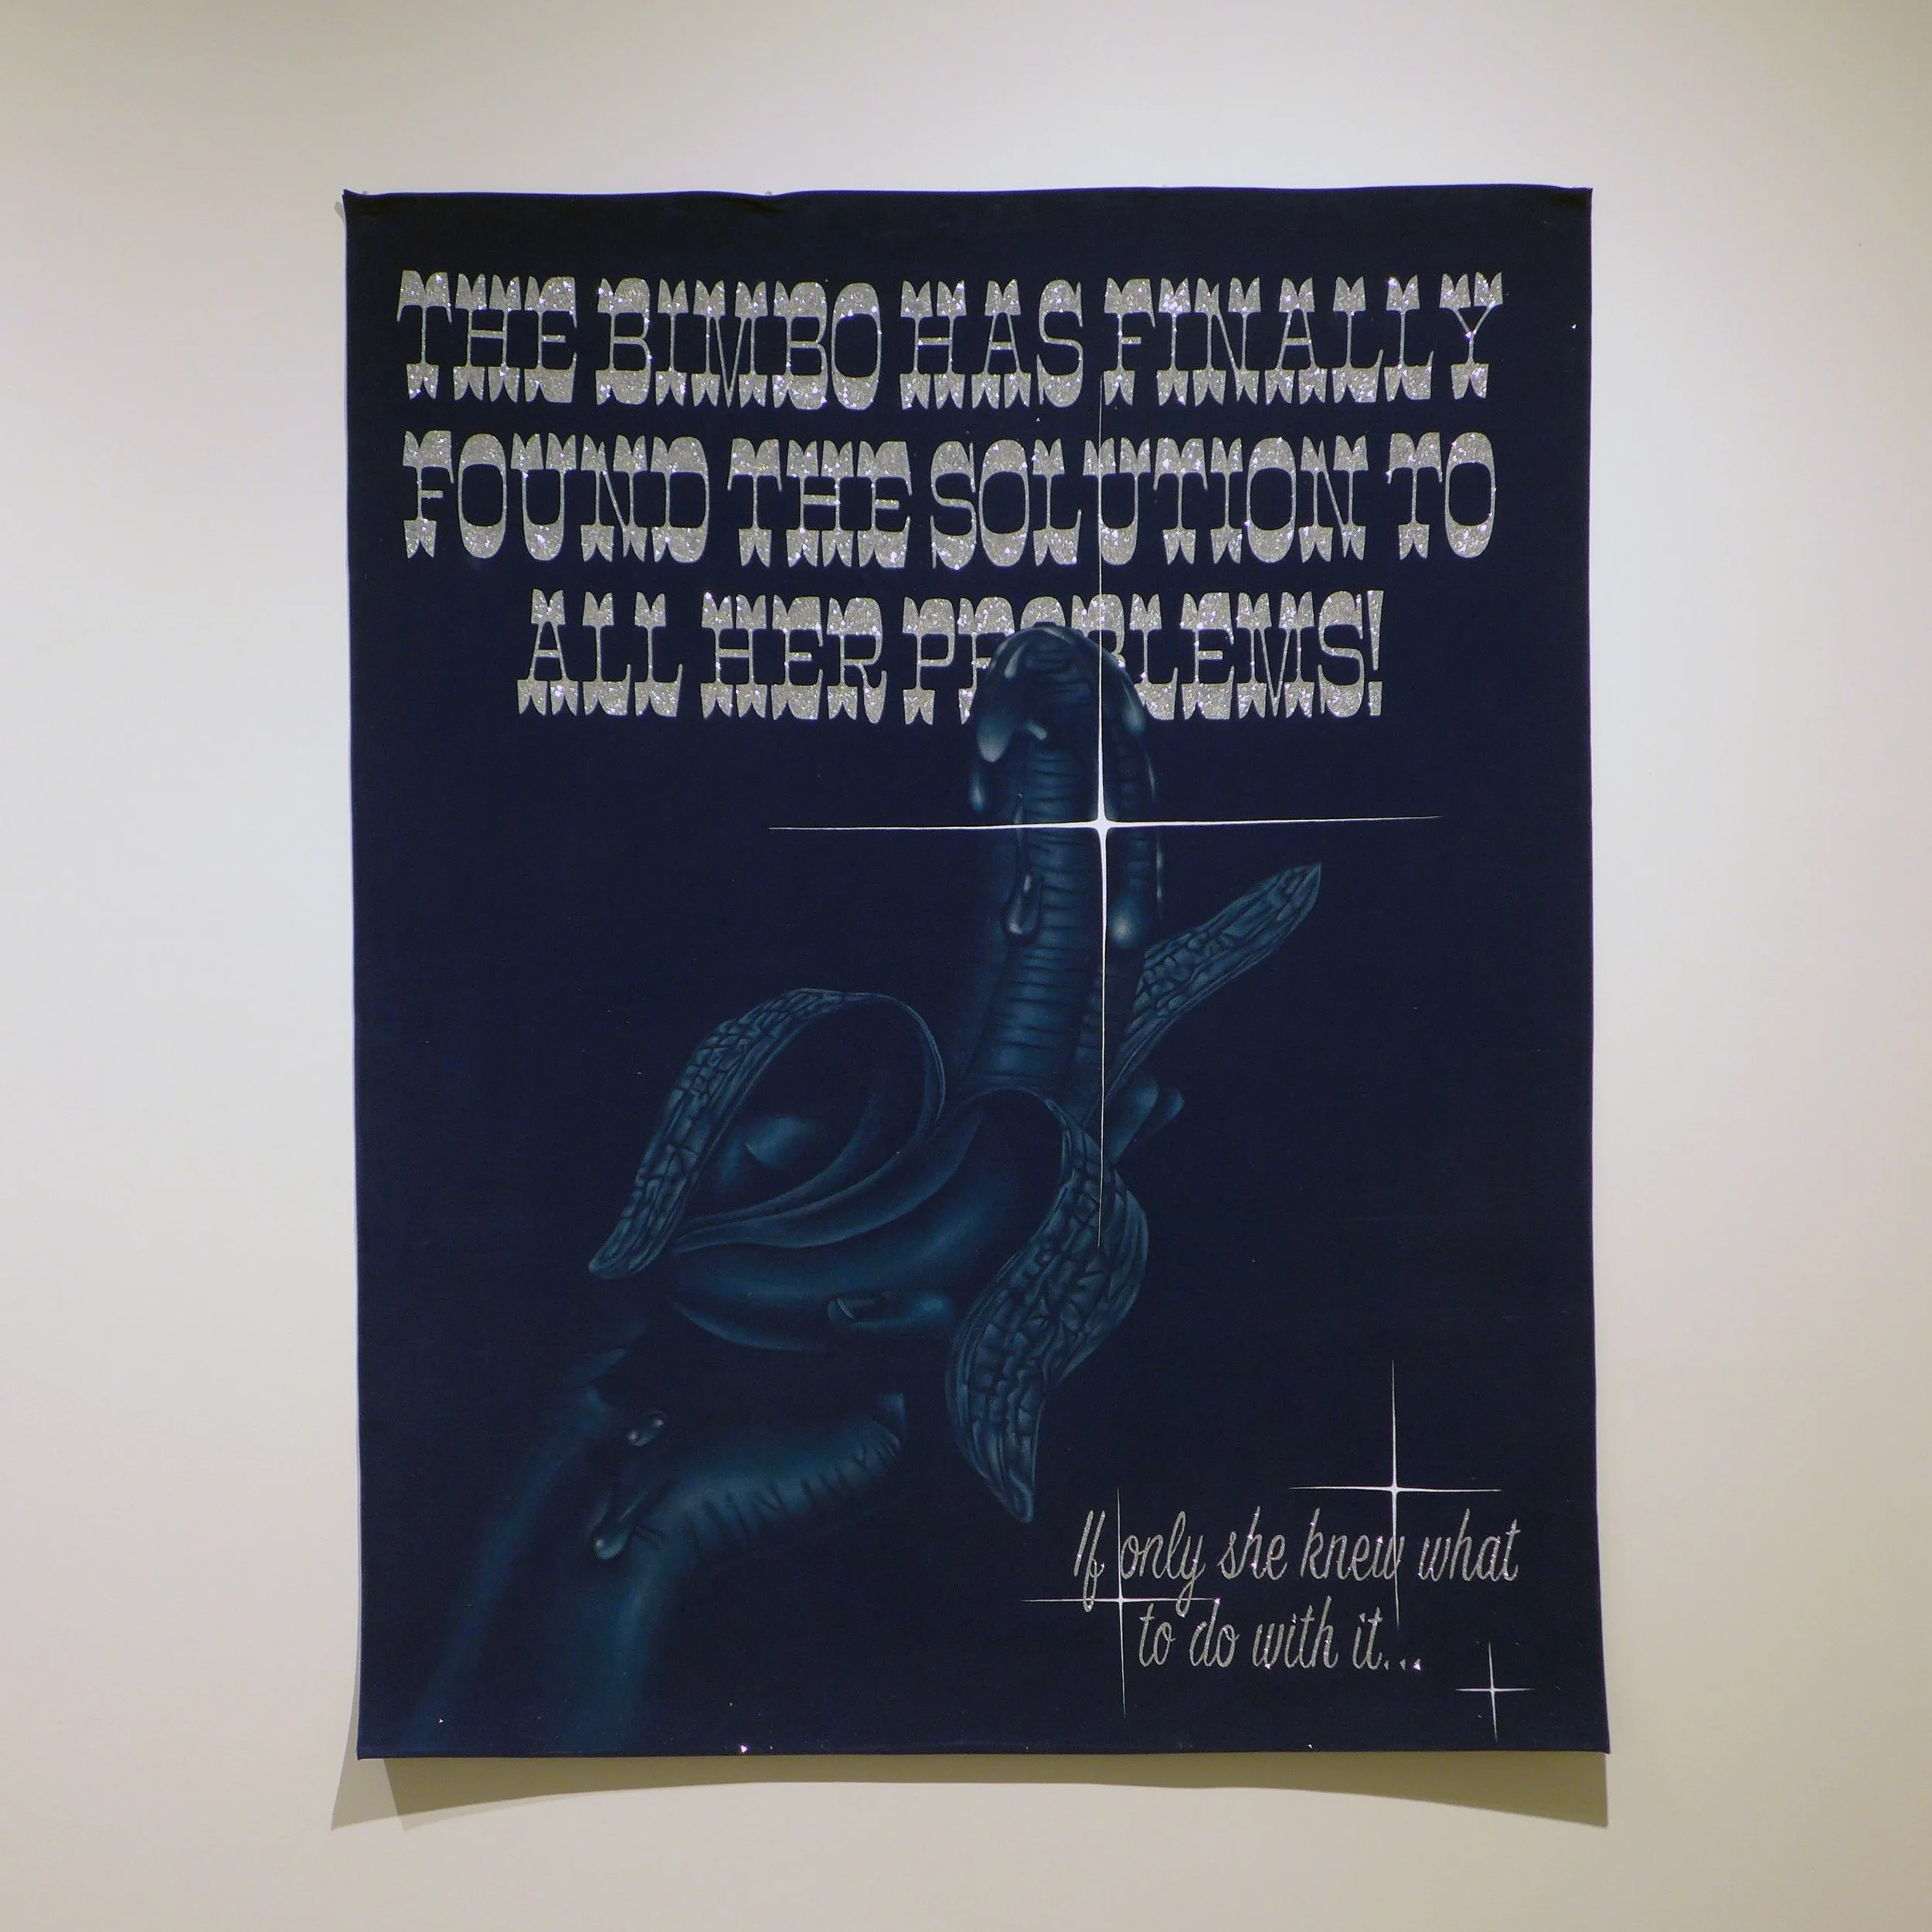 THE BIMBO HAS FINALLY
FOUND THE SOLUTION TO
ALL HER PROBLEMS!
If only she knew what
to do with it...